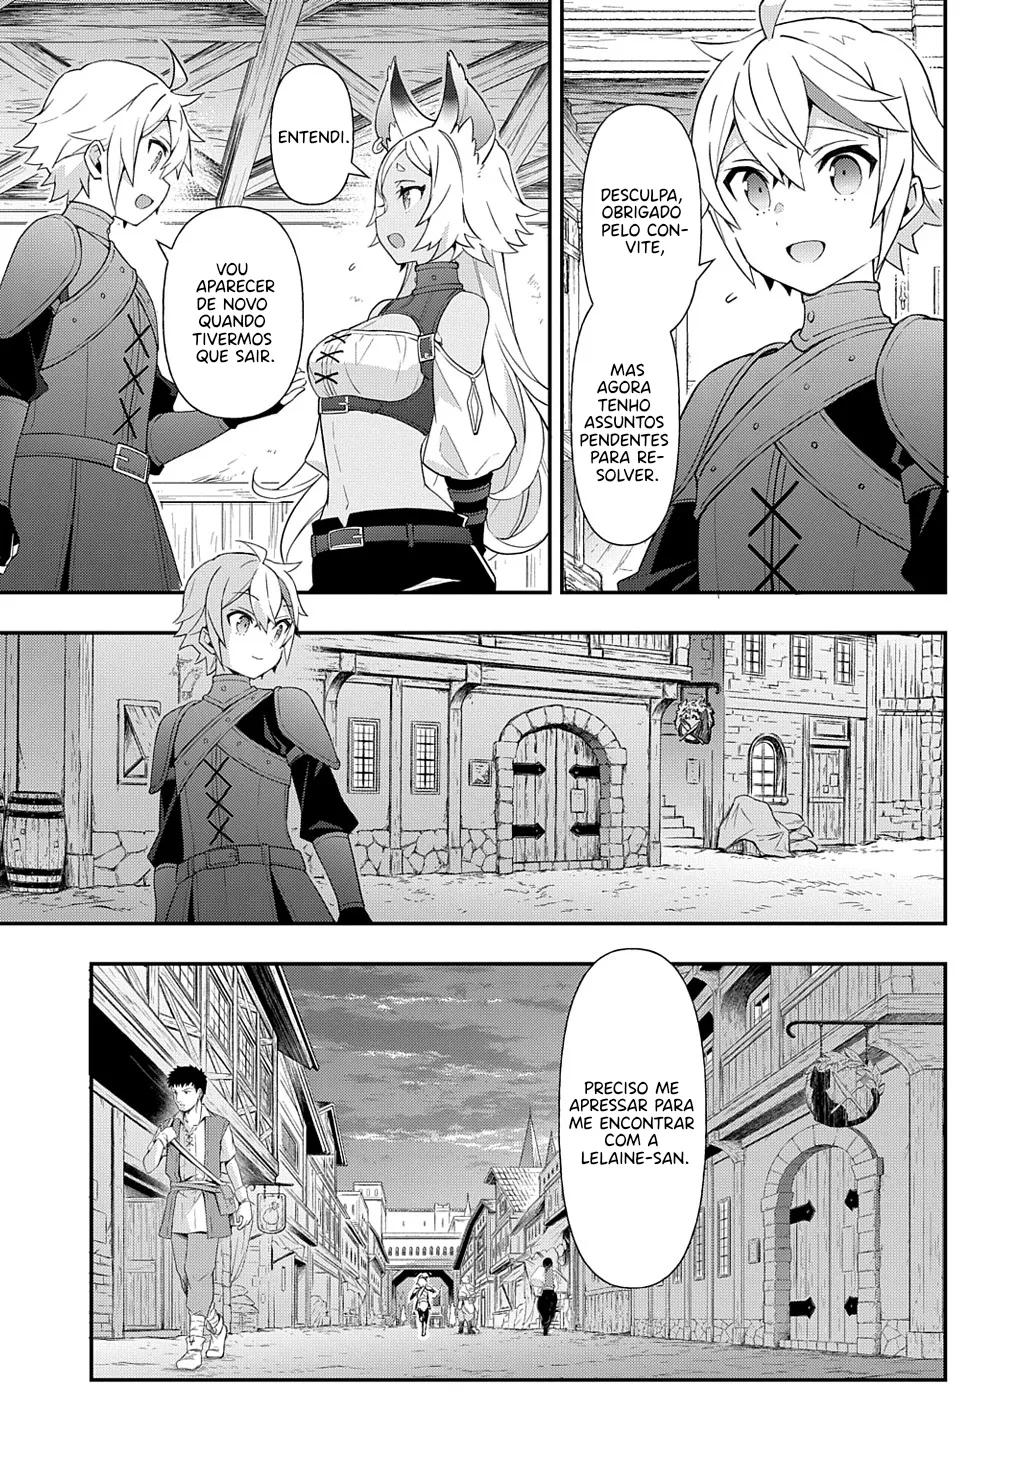 DESCULPA,
OBRIGADO
PELO CON-
VITE,
MAS
AGORA
TENHO
ASSUNTOS
PENDENTES
PARA RE-
SOLVER.
ENTENDI.
VOU
APARECER
DE NOVO
QUANDO
TIVERMOS
QUE SAIR.
PRECISO ME
APRESSAR PARA
ME ENCONTRAR
COM A
LELAINE-SAN.